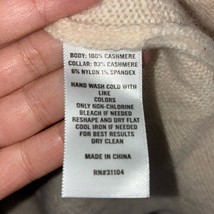 BODY: 100% CASHMERE
COLLAR: 93% CASHMERE
6% NYLON 1% SPANDEX
HAND WASH COLD WITH
LIKE
COLORS
ONLY NON-CHLORINE
BLEACH IF NEEDED
RESHAPE AND DRY FLAT
COOL IRON IF NEEDED
FOR BEST RESULTS
DRY CLEAN
MADE IN CHINA
RN#31104